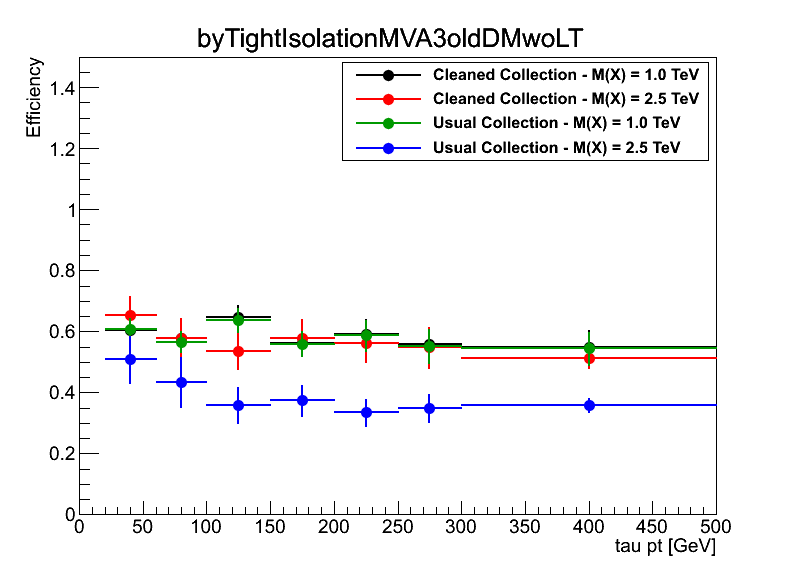 byTightIsolationMVA3oldDMwoLT
Efficiency
Cleaned Collection - M(X) = 1.0 TeV
Cleaned Collection - M(X) = 2.5 TeV
Usual Collection - M(X) = 1.0 TeV
Usual Collection - M(X) = 2.5 TeV
1.4
1.2
1
0.8
0.6
0.4
0.2
0
0 50 100 150 200 250 300 350 400 450 500
tau pt [GeV]